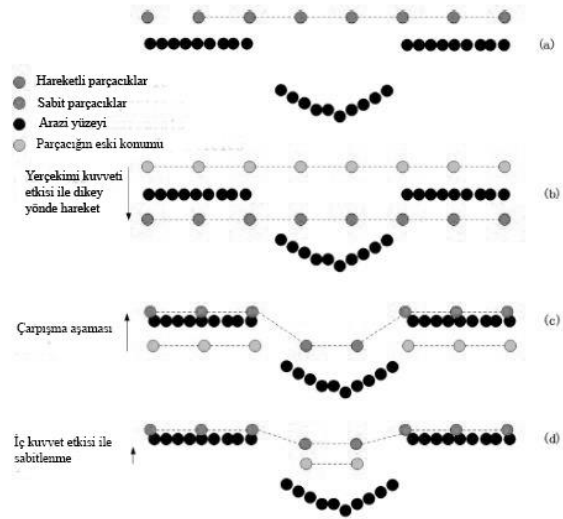 (a)
Hareketli parçacıklar
Sabit parçacıklar
Arazi yüzeyi
Parçacığın eski konumu
Yerçekimi kuvveti
etkisi ile dikey
yönde hareket
(b)
Çarpışma aşaması
(c)
İç kuvvet etkisi ile
sabitlenme
(d)